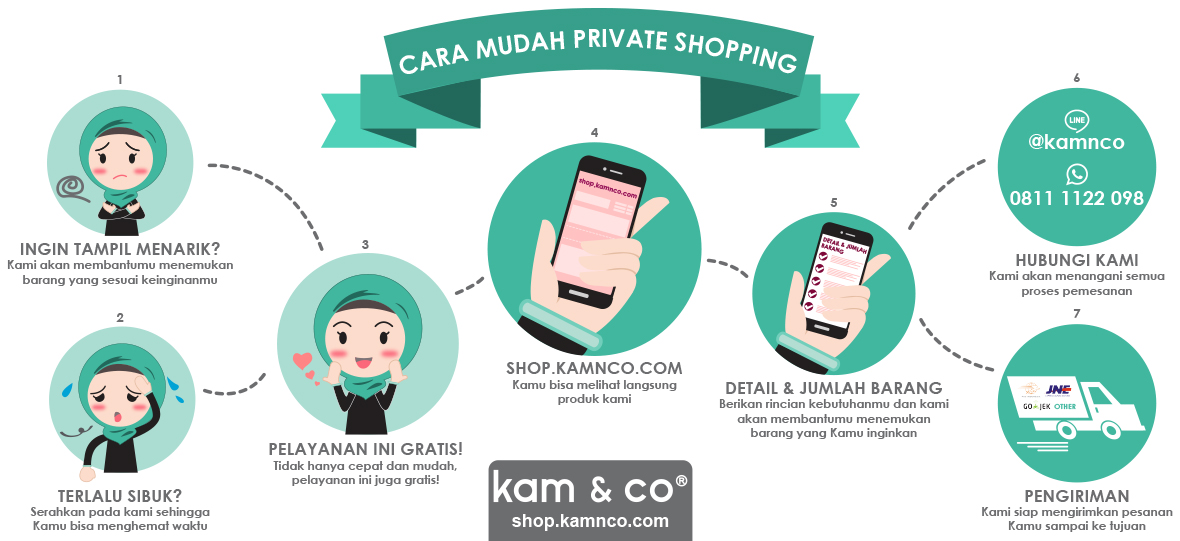 CARA MUDAH PRIVATE SHOPPING
1
INGIN TAMPIL MENARIK?
Kami akan membantumu menemukan
barang yang sesuai keinginanmu
2
TERLALU SIBUK?
Serahkan pada kami sehingga
Kamu bisa menghemat waktu
3
PELAYANAN INI GRATIS!
Tidak hanya cepat dan mudah,
pelayanan ini juga gratis!
4
shop.kamnco.com
SHOP.KAMNCO.COM
Kamu bisa melihat langsung
produk kami
5
DETAIL & JUMLAH
BARANG
DETAIL & JUMLAH BARANG
Berikan rincian kebutuhanmu dan kami
akan membantumu menemukan
barang yang Kamu inginkan
6
LINE
@kamnco
0811 1122 098
HUBUNGI KAMI
Kami akan menangani semua
proses pemesanan
7
JNE
GO JEK OTHER
PENGIRIMAN
Kami siap mengirimkan pesanan
Kamu sampai ke tujuan
kam & co®
shop.kamnco.com